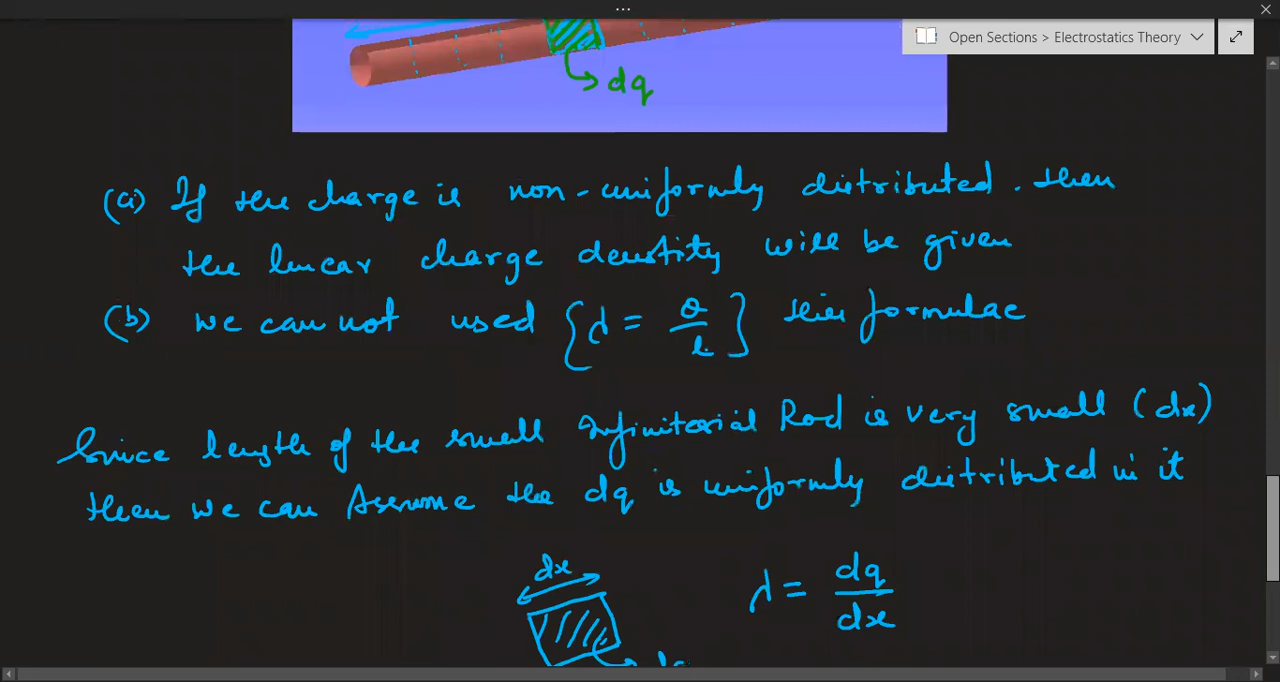 Open Sections > Electrostatics Theory
dq
(a) If the charge is non-uniformly distributed. then
the linear charge denstity will be given
(b) we can not used {λ = Q/L} this formulae
Since length of the small Infinitesial Rod is very small (dx)
then we can Assume the dq is uniformly distributed in it
dx
λ = dq/dx